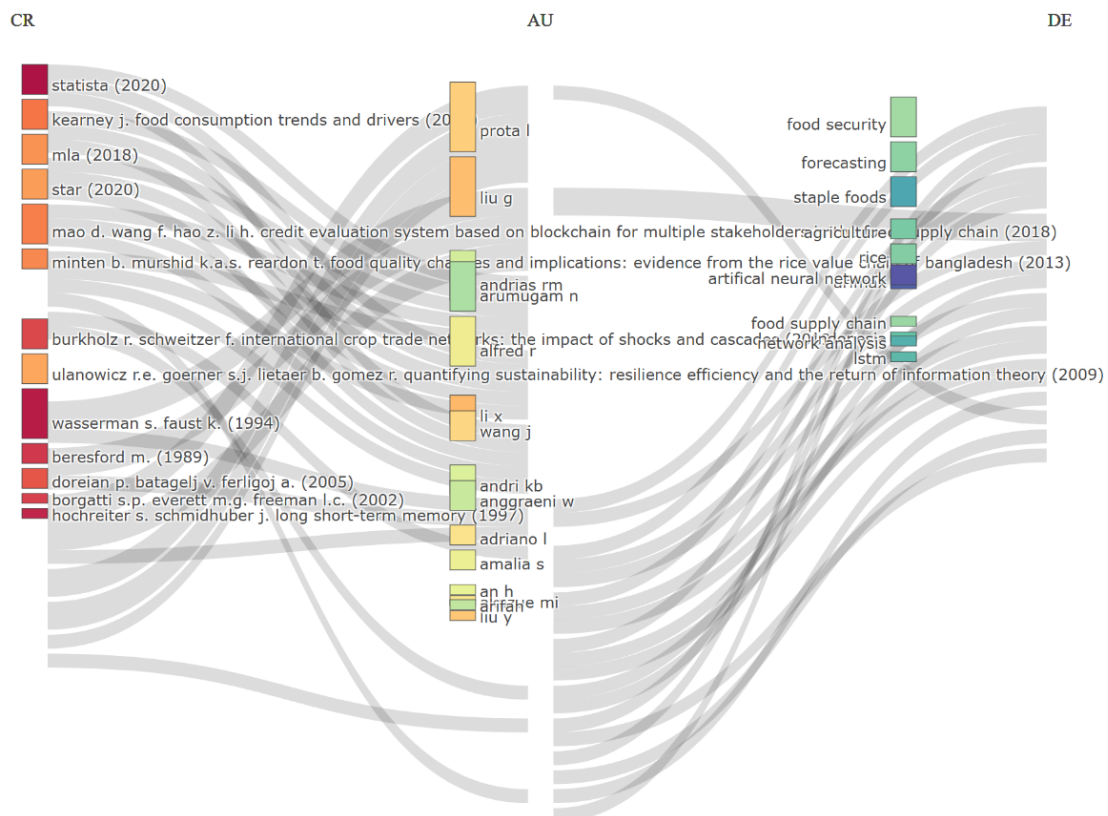 CR
AU
DE
statista (2020)
kearney j. food consumption trends and drivers (20
mla (2018)
star (2020)
mao d. wang f. hao z. li h. credit evaluation system based on blockchain for multiple stakeholders supply chain (2018)
minten b. murshid k.a.s. reardon t. food quality changes and implications: evidence from the rice value of bangladesh (2013)
burkholz r. schweitzer f. international crop trade networks: the impact of shocks and cascades
ulanowicz r.e. goerner s.j. lietaer b. gomez r. quantifying sustainability: resilience efficiency and the return of information theory (2009)
wasserman s. faust k. (1994)
beresford m. (1989)
doreian p. batagelj v. ferligoj a. (2005)
borgatti s.p. everett m.g. freeman l.c. (2002)
hochreiter s. schmidhuber j. long short-term memory (1997)
prota l
liu g
andrias rm
arumugam n
alfred r
li x
wang j
andri kb
anggraeni w
adriano l
amalia s
an h
mi
arifah
liu y
food security
forecasting
staple foods
agriculture
rice
artifical neural network
food supply chain
network analysis
lstm